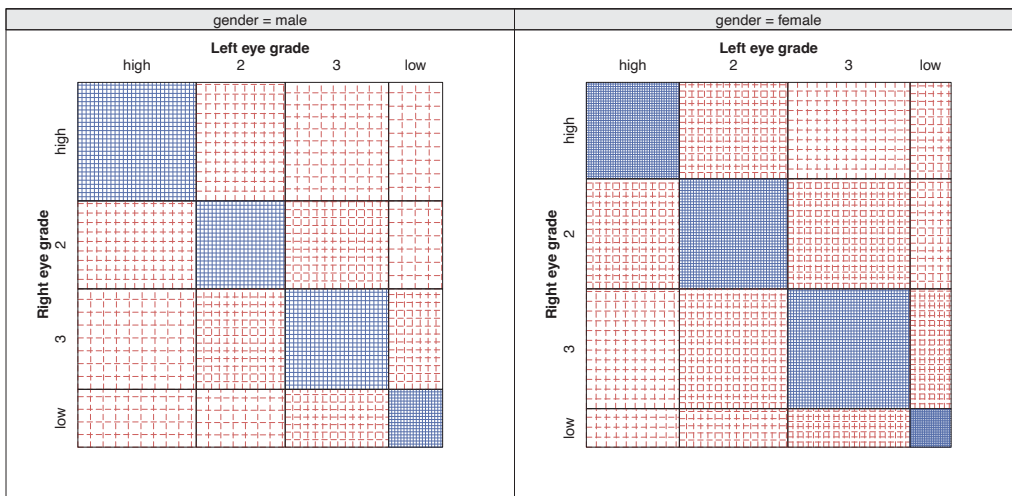 gender = male
Left eye grade
high 2 3 low
Right eye grade
high
2
3
low
gender = female
Left eye grade
high 2 3 low
Right eye grade
high
2
3
low